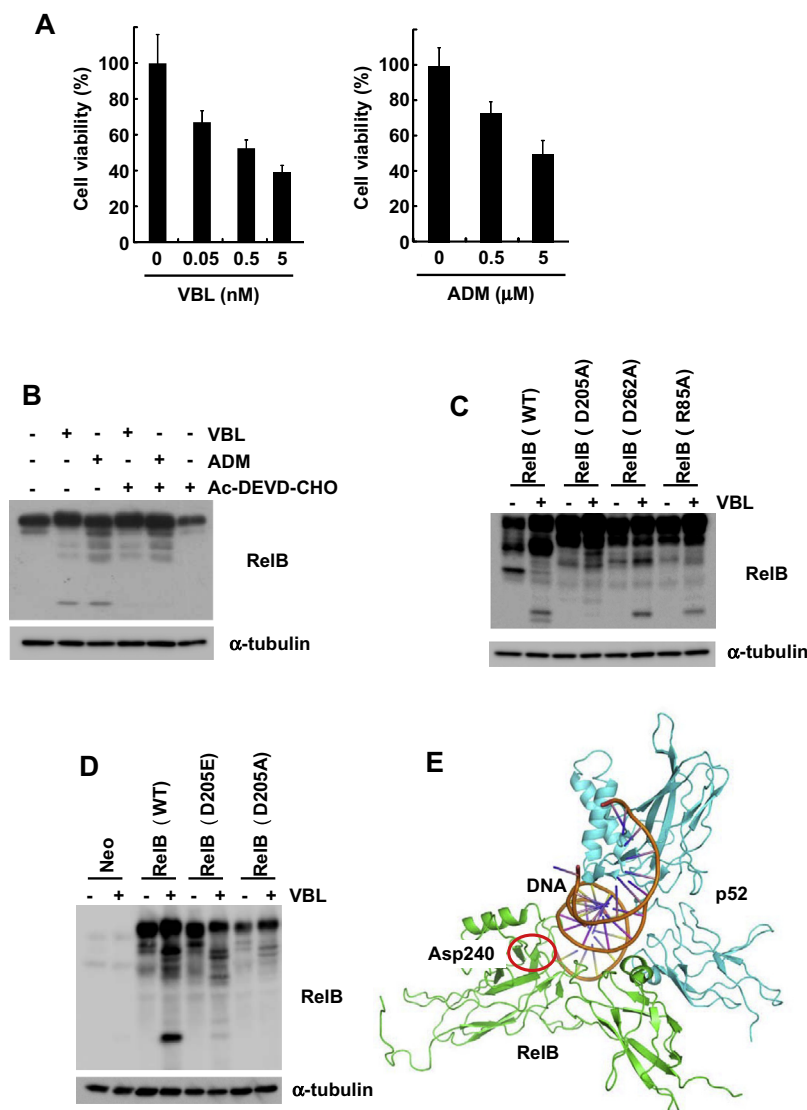 A
Cell viability (%)
100
80
60
40
20
0
0 0.05 0.5 5
VBL (nM)
Cell viability (%)
100
80
60
40
20
0
0 0.5 5
ADM (μM)
B
- + - + - - VBL
- - + - + - ADM
- - - + + + Ac-DEVD-CHO
RelB
α-tubulin
C
RelB ( WT)
RelB ( D205A)
RelB ( D262A)
RelB ( R85A)
- + - + - + - + VBL
RelB
α-tubulin
D
Neo
RelB ( WT)
RelB ( D205E)
RelB ( D205A)
- + - + - + - + VBL
RelB
α-tubulin
E
DNA
p52
Asp240
RelB